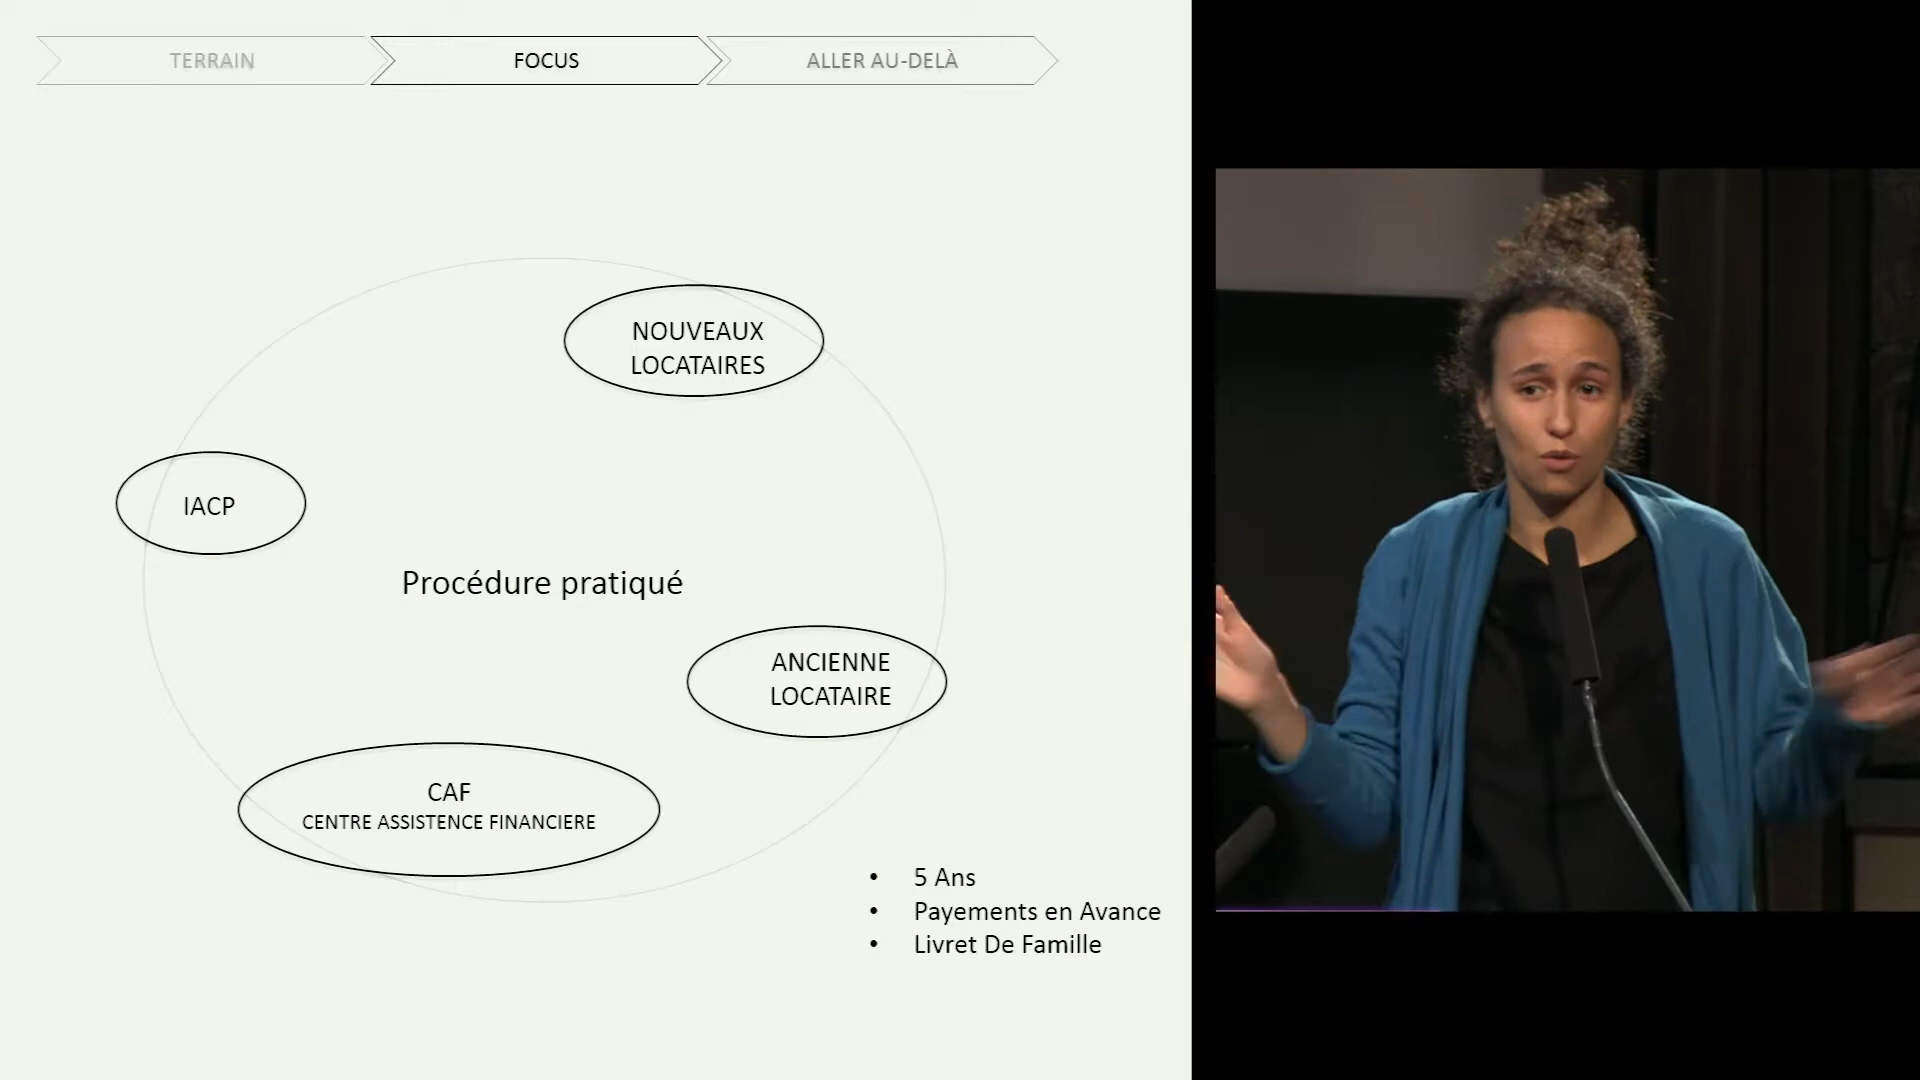 TERRAIN
FOCUS
ALLER AU-DELÀ
NOUVEAUX
LOCATAIRES
IACP
Procédure pratiqué
ANCIENNE
LOCATAIRE
CAF
CENTRE ASSISTENCE FINANCIERE
• 5 Ans
• Payements en Avance
• Livret De Famille